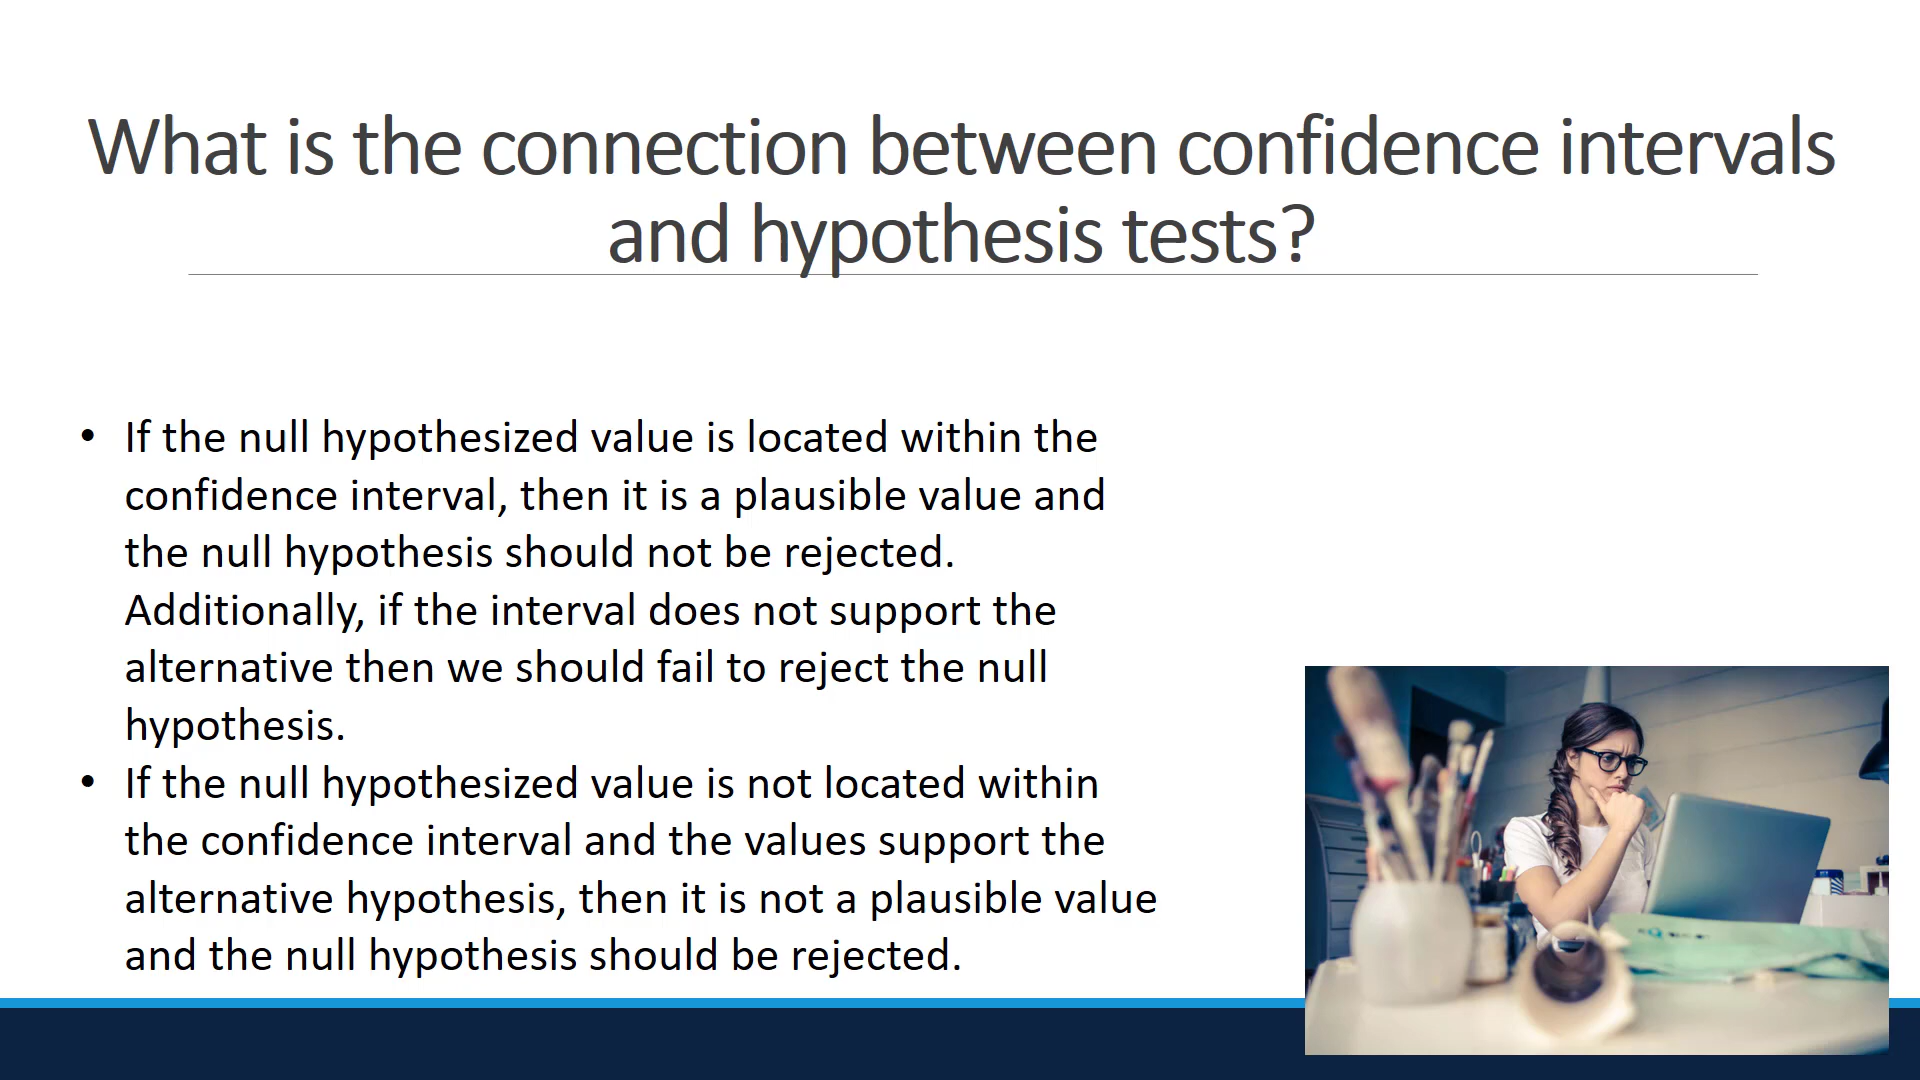 What is the connection between confidence intervals
and hypothesis tests?
• If the null hypothesized value is located within the
confidence interval, then it is a plausible value and
the null hypothesis should not be rejected.
Additionally, if the interval does not support the
alternative then we should fail to reject the null
hypothesis.
• If the null hypothesized value is not located within
the confidence interval and the values support the
alternative hypothesis, then it is not a plausible value
and the null hypothesis should be rejected.